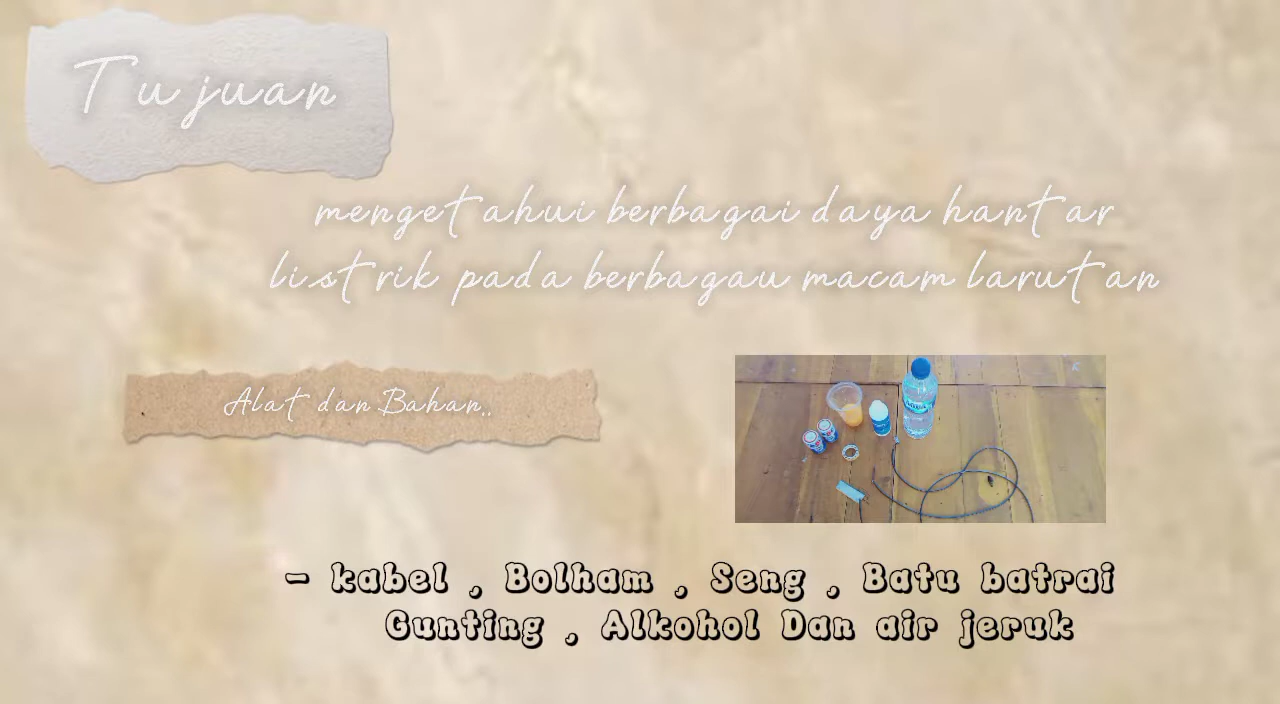 Tujuan
mengetahui berbagai daya hantar
listrik pada berbagau macam larutan
Alat dan Bahan..
- kabel , Bolham , Seng , Batu batrai
Gunting , Alkohol Dan air jeruk